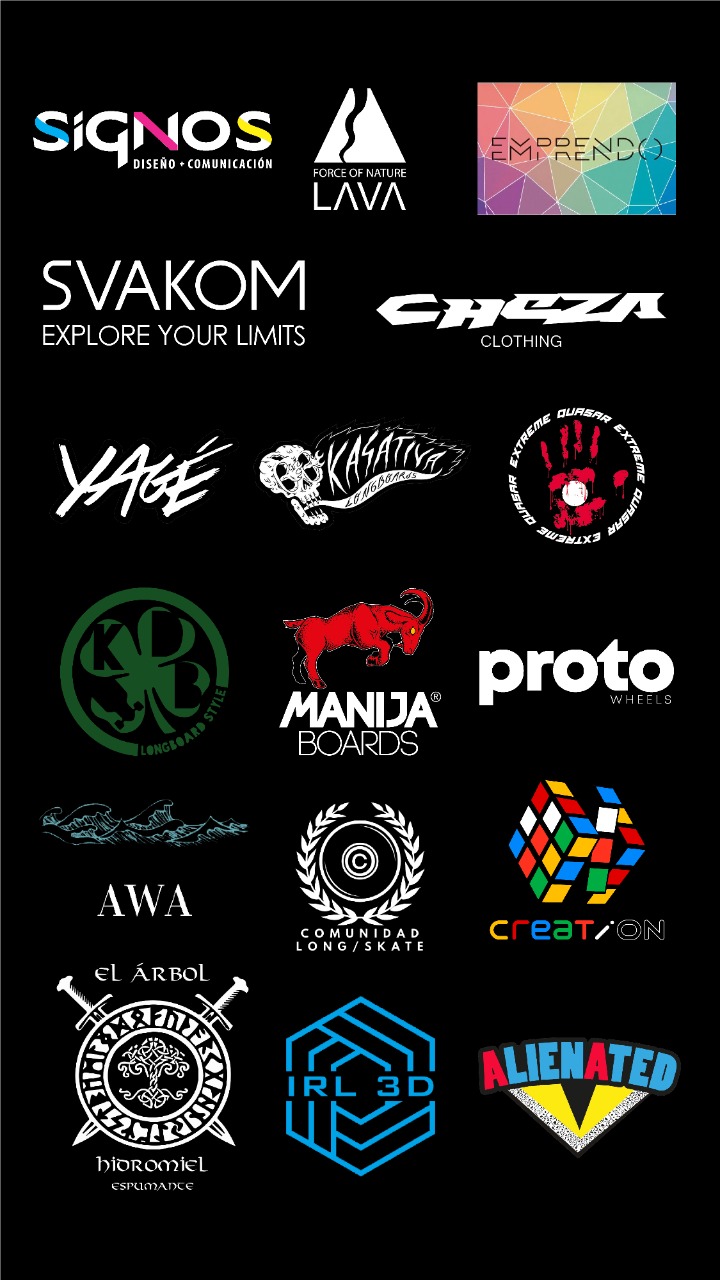 SiGNOS
DISEÑO + COMUNICACIÓN
FORCE OF NATURE
LAVA
EMPREND()
SVAKOM
EXPLORE YOUR LIMITS
CHEZA
CLOTHING
YAGÉ
KASATIVA
LONGBOARDS
EXTREME QUASAR EXTREME QUASAR EXTREME QUASAR
KDJB
LONGBOARD STYLE
MANIJA®
BOARDS
proto
WHEELS
AWA
©
COMUNIDAD
LONG/SKATE
creatiON
EL ÁRBOL
hidromiel
ESPUMANTE
IRL 3D
ALIENATED